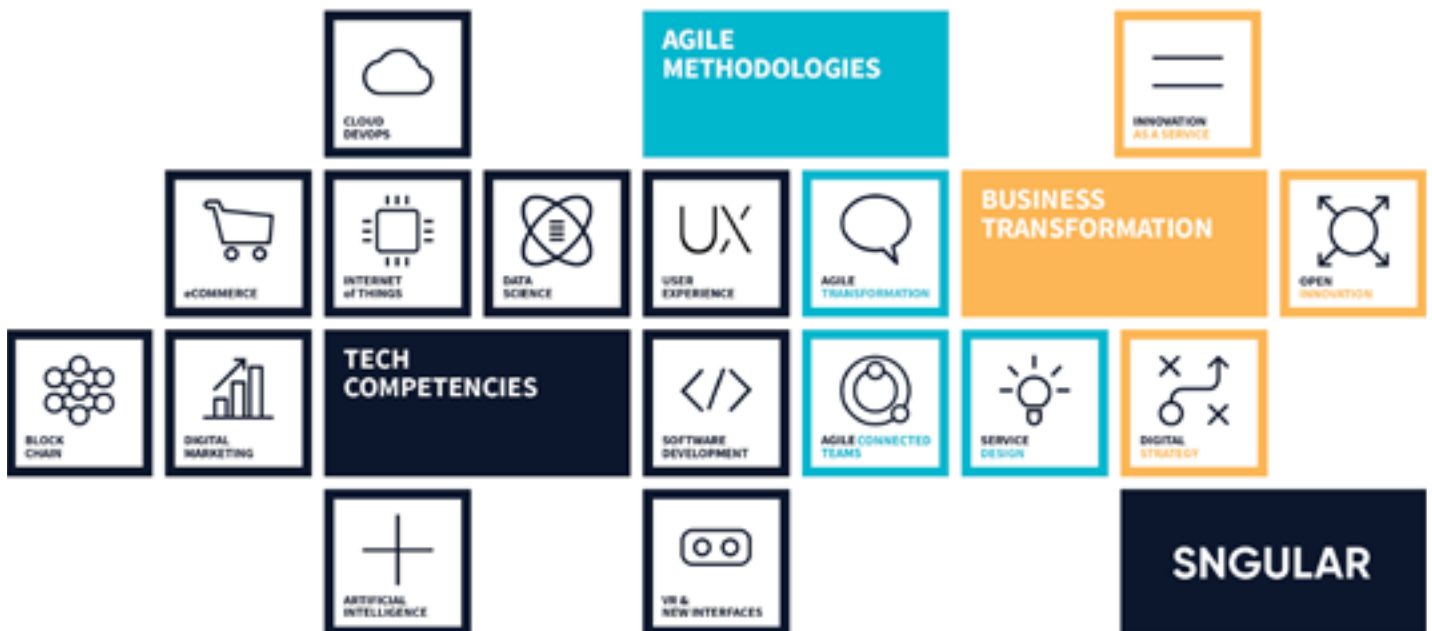 CLOUD
DEVOPS
AGILE
METHODOLOGIES
INNOVATION
AS A SERVICE
eCOMMERCE
INTERNET
of THINGS
DATA
SCIENCE
UX
USER
EXPERIENCE
AGILE
TRANSFORMATION
BUSINESS
TRANSFORMATION
OPEN
INNOVATION
BLOCK
CHAIN
DIGITAL
MARKETING
TECH
COMPETENCIES
SOFTWARE
DEVELOPMENT
AGILE CONNECTED
TEAMS
SERVICE
DESIGN
DIGITAL
STRATEGY
ARTIFICIAL
INTELLIGENCE
VR &
NEW INTERFACES
SNGULAR